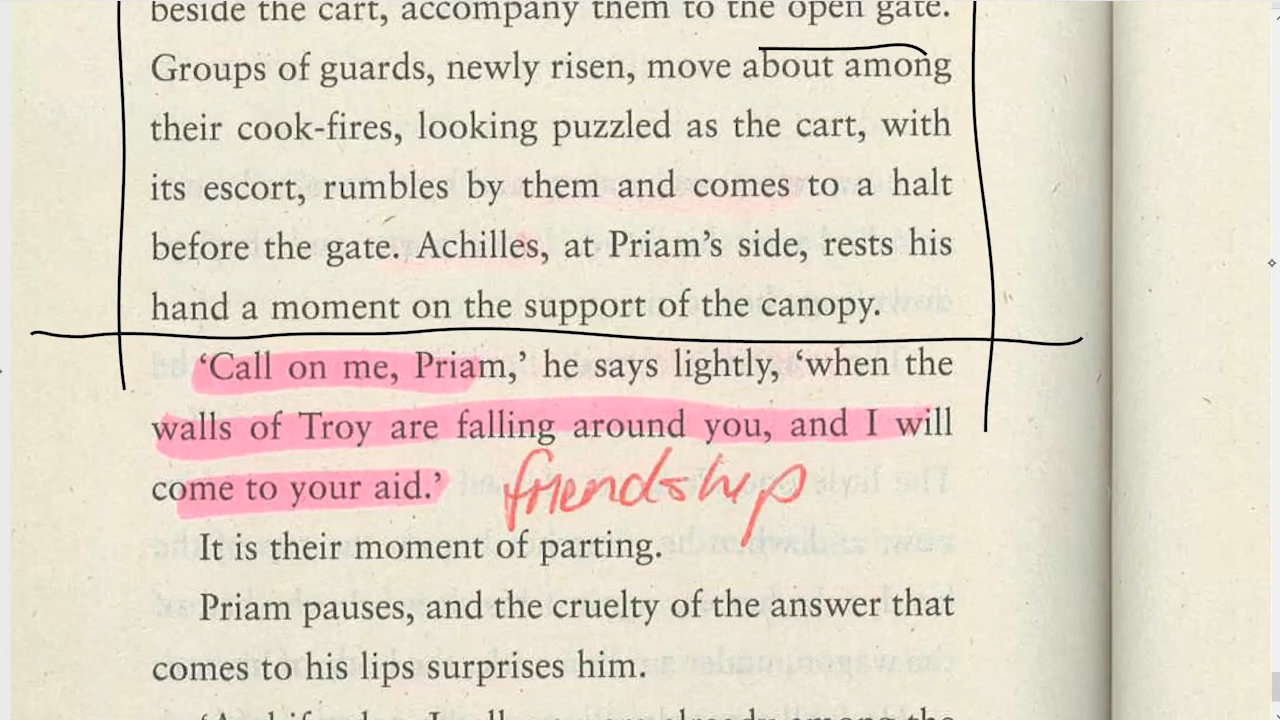 beside the cart, accompany them to the open gate.
Groups of guards, newly risen, move about among
their cook-fires, looking puzzled as the cart, with
its escort, rumbles by them and comes to a halt
before the gate. Achilles, at Priam’s side, rests his
hand a moment on the support of the canopy.
‘Call on me, Priam,’ he says lightly, ‘when the
walls of Troy are falling around you, and I will
come to your aid.’ friendship
It is their moment of parting.
Priam pauses, and the cruelty of the answer that
comes to his lips surprises him.